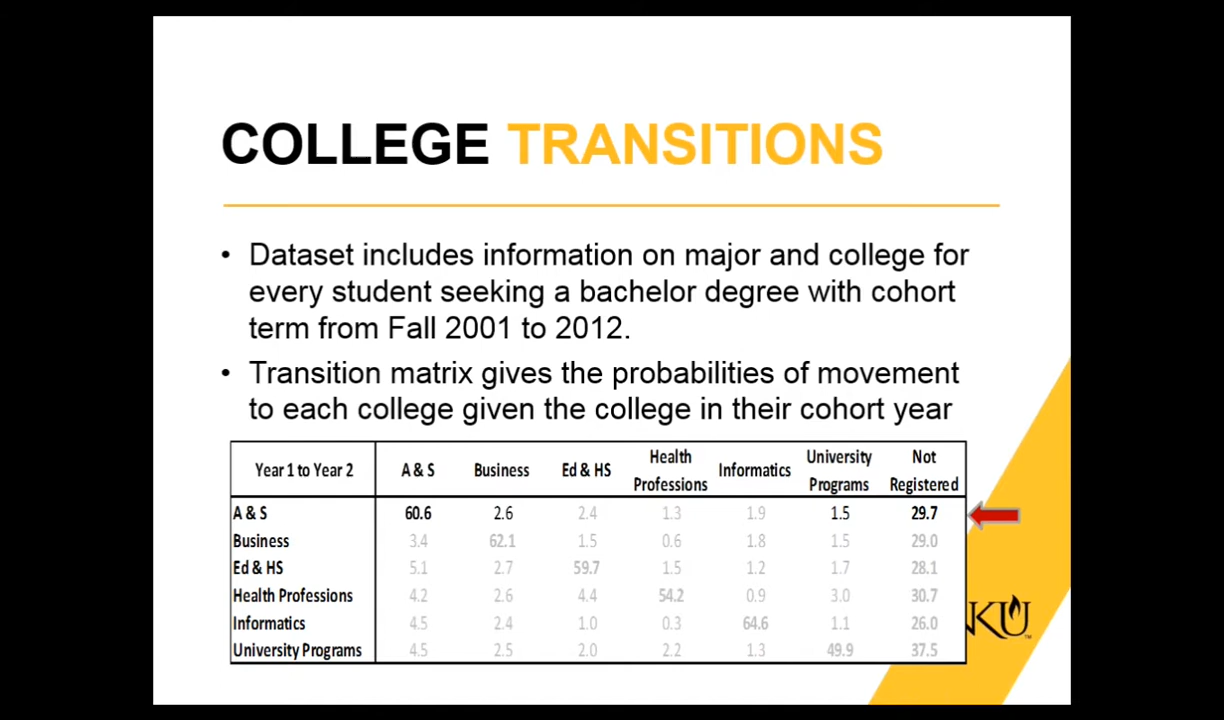 COLLEGE TRANSITIONS
• Dataset includes information on major and college for
every student seeking a bachelor degree with cohort
term from Fall 2001 to 2012.
• Transition matrix gives the probabilities of movement
to each college given the college in their cohort year
Year 1 to Year 2 A & S Business Ed & HS Health Professions Informatics University Programs Not Registered
A & S 60.6 2.6 2.4 1.3 1.9 1.5 29.7
Business 3.4 62.1 1.5 0.6 1.8 1.5 29.0
Ed & HS 5.1 2.7 59.7 1.5 1.2 1.7 28.1
Health Professions 4.2 2.6 4.4 54.2 0.9 3.0 30.7
Informatics 4.5 2.4 1.0 0.3 64.6 1.1 26.0
University Programs 4.5 2.5 2.0 2.2 1.3 49.9 37.5
KU™